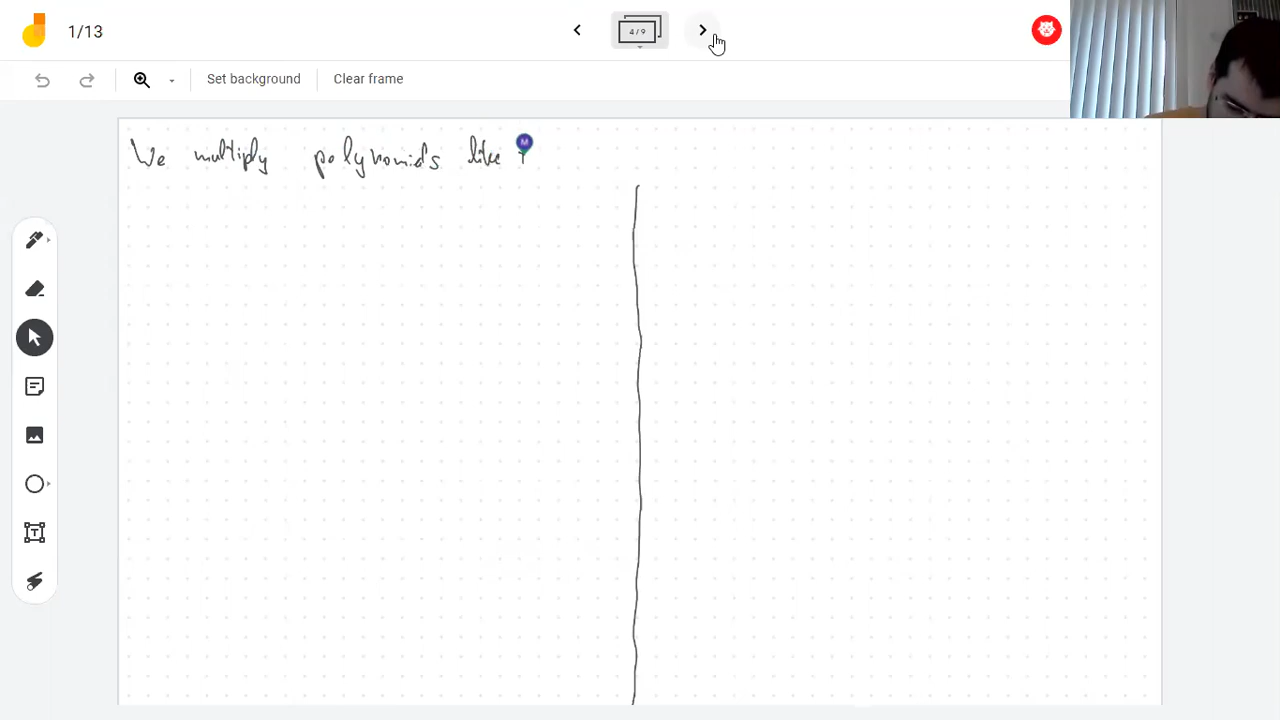 1/13
4/9
Set background
Clear frame
We multiply polynomials like
M
T